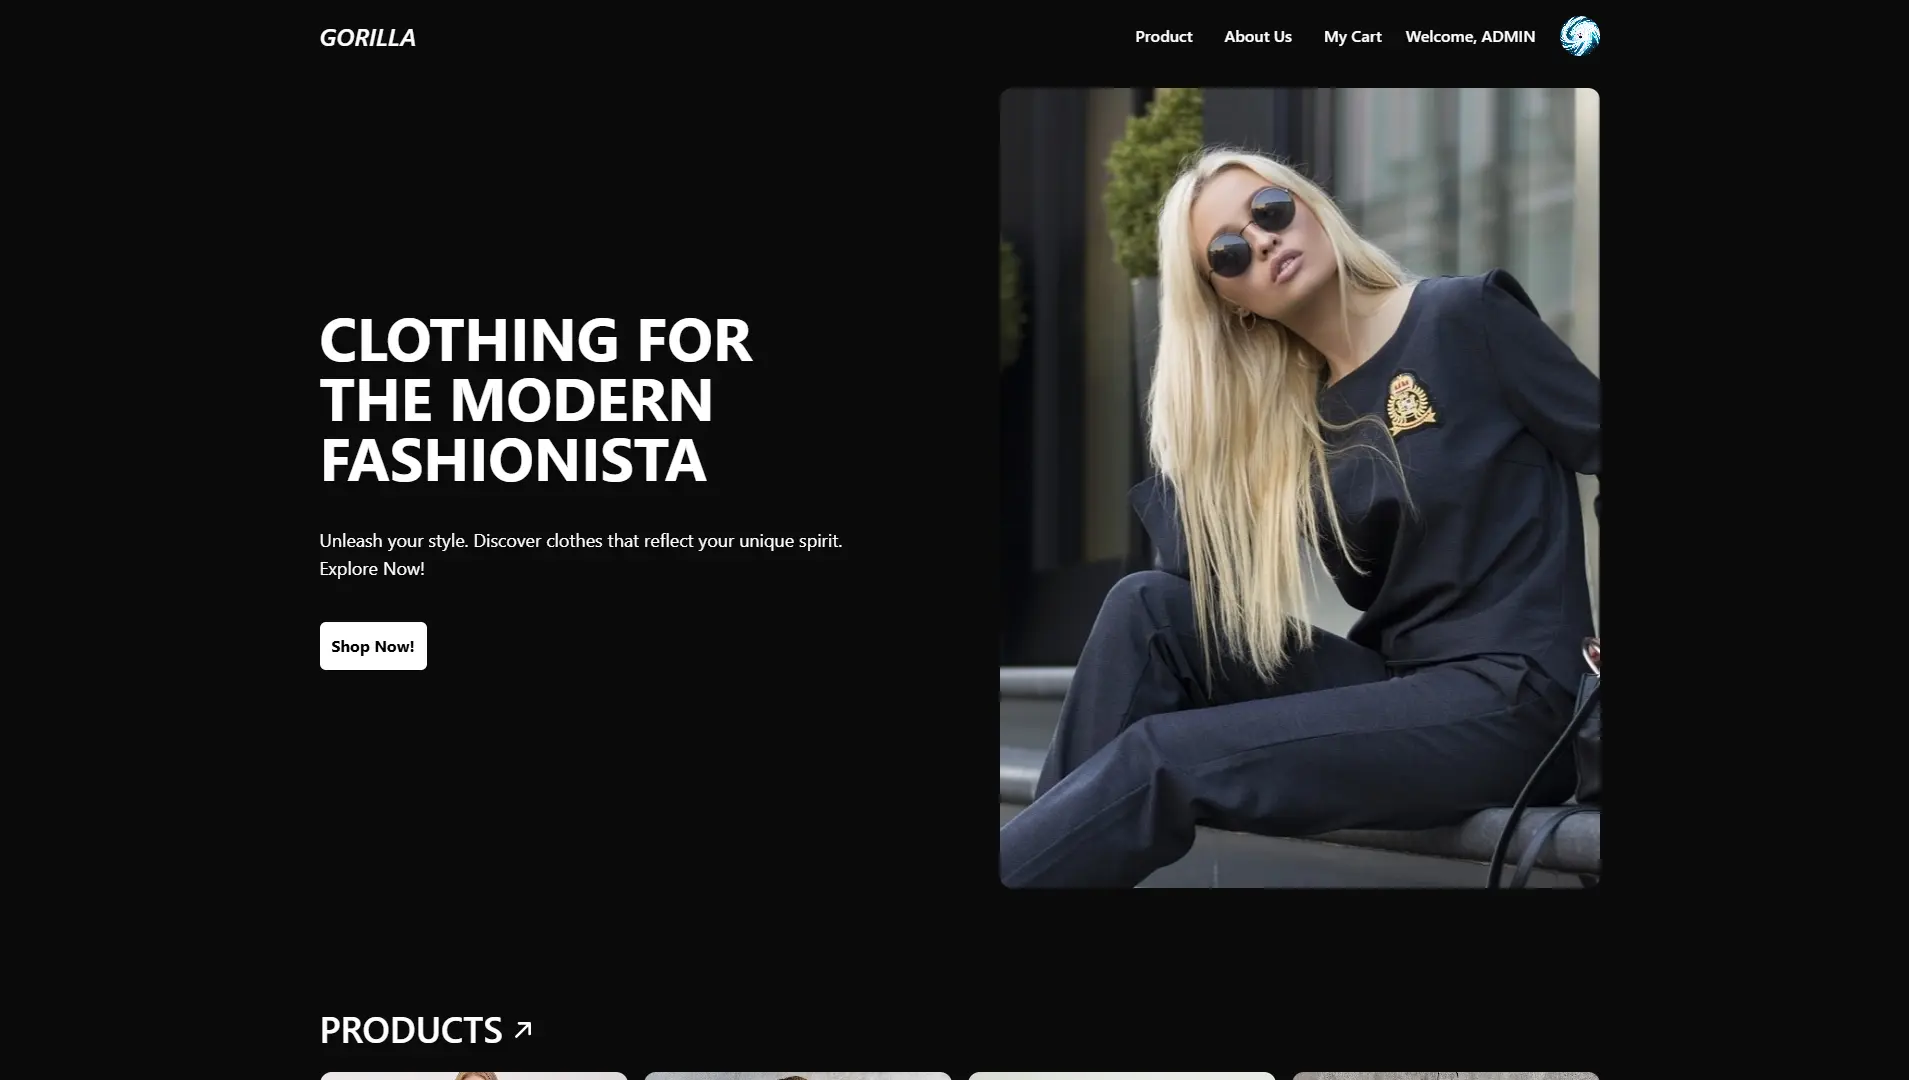 GORILLA
Product
About Us
My Cart
Welcome, ADMIN
CLOTHING FOR
THE MODERN
FASHIONISTA
Unleash your style. Discover clothes that reflect your unique spirit.
Explore Now!
Shop Now!
PRODUCTS